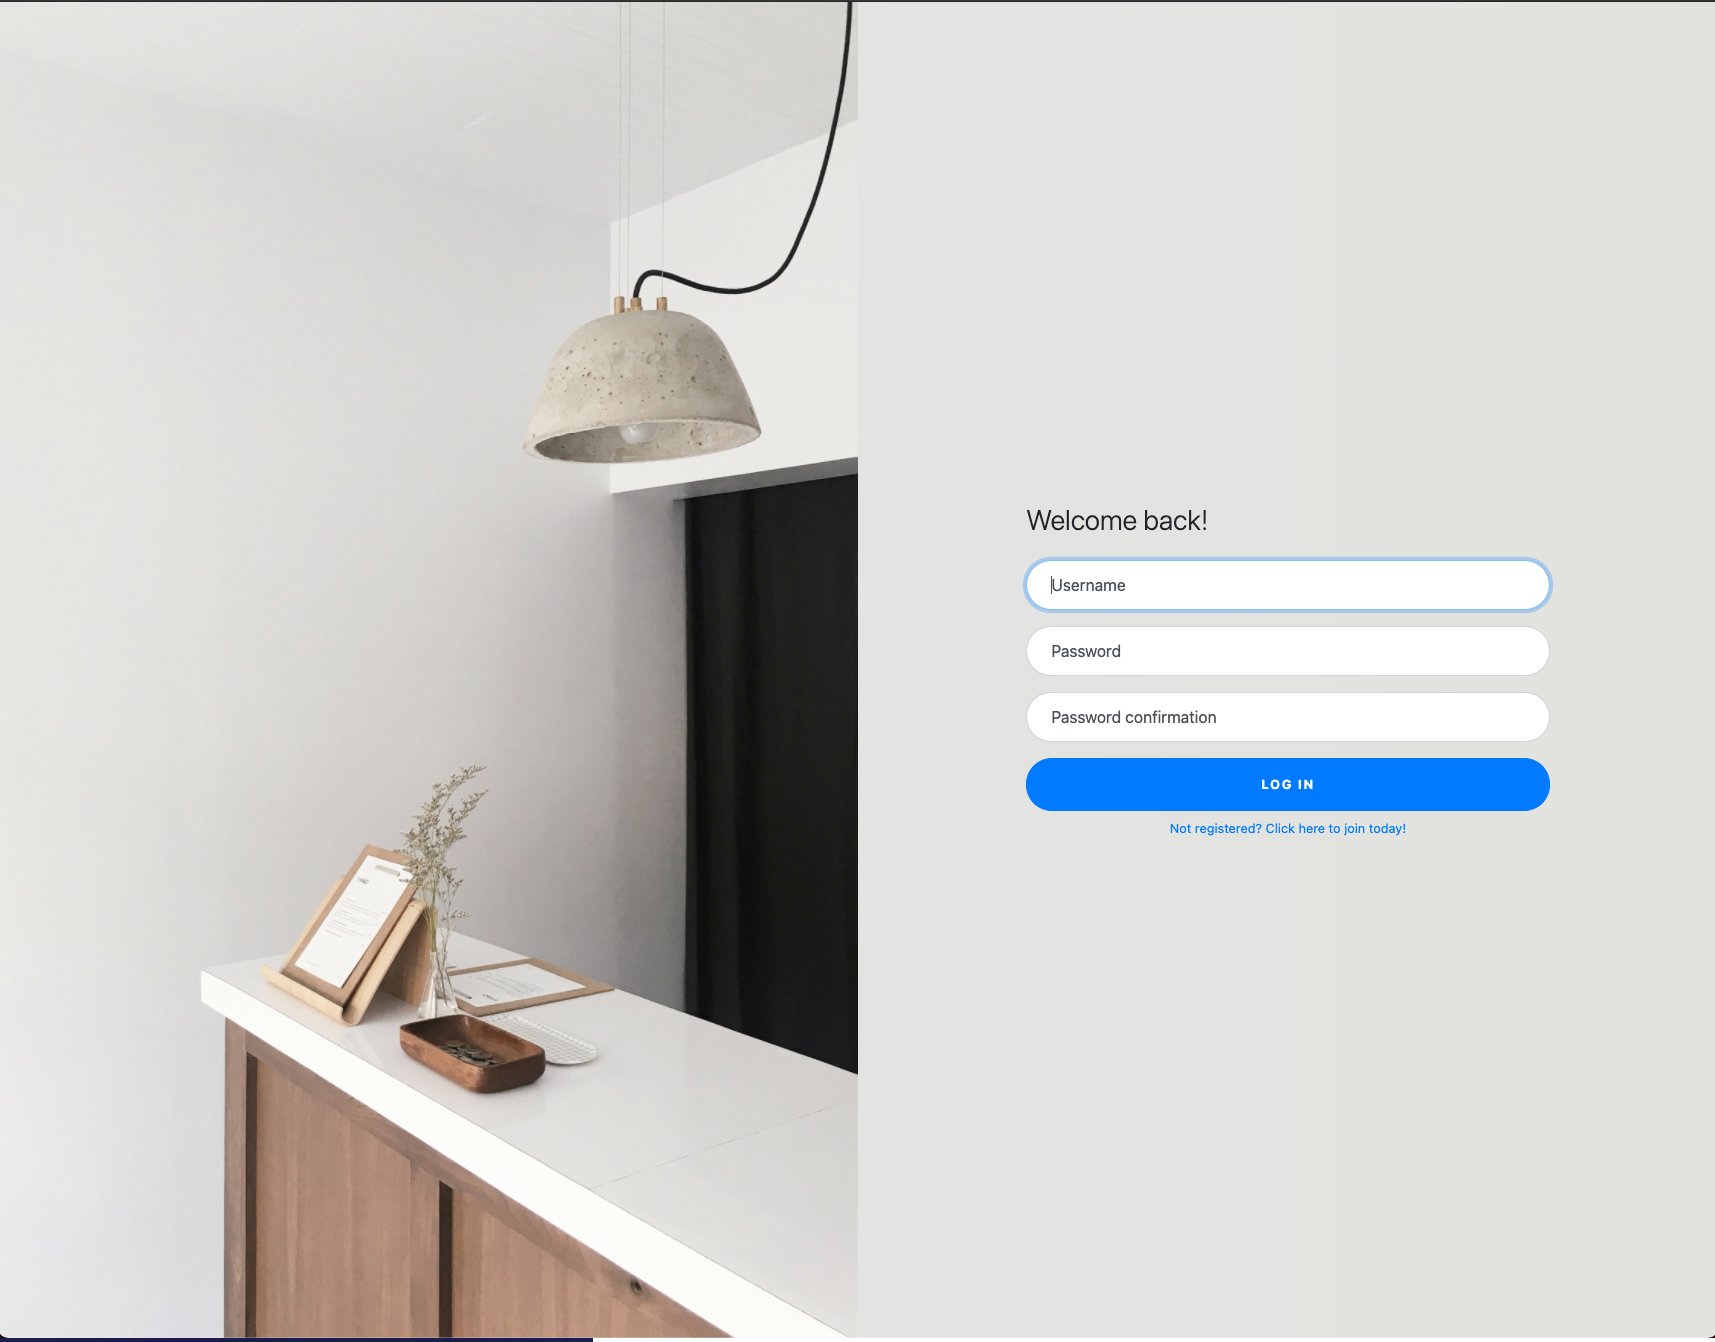 Welcome back!
Username
Password
Password confirmation
LOG IN
Not registered? Click here to join today!